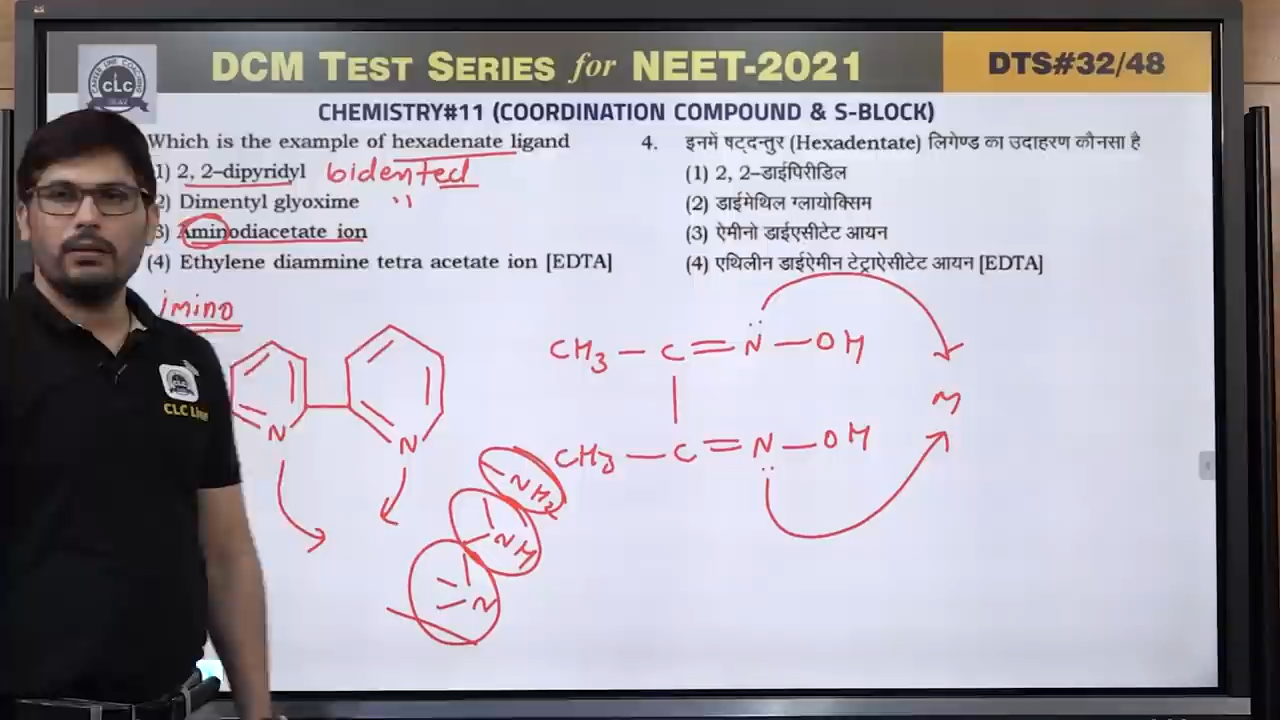 DCM TEST SERIES for NEET-2021
DTS#32/48
CLC
CHEMISTRY#11 (COORDINATION COMPOUND & S-BLOCK)
Which is the example of hexadenate ligand
1) 2, 2–dipyridyl bidented
2) Dimentyl glyoxime "
3) Aminodiacetate ion
(4) Ethylene diammine tetra acetate ion [EDTA]
4. इनमें षट्दन्तुर (Hexadentate) लिगेण्ड का उदाहरण कौनसा है
(1) 2, 2–डाईपिरीडिल
(2) डाईमेथिल ग्लायोक्सिम
(3) ऐमीनो डाईएसीटेट आयन
(4) एथिलीन डाईऐमीन टेट्राऐसीटेट आयन [EDTA]
imino
N
N
CH3 – C = N – OH
M
CH3 – C = N – OH
NH2
NH
N
CLC